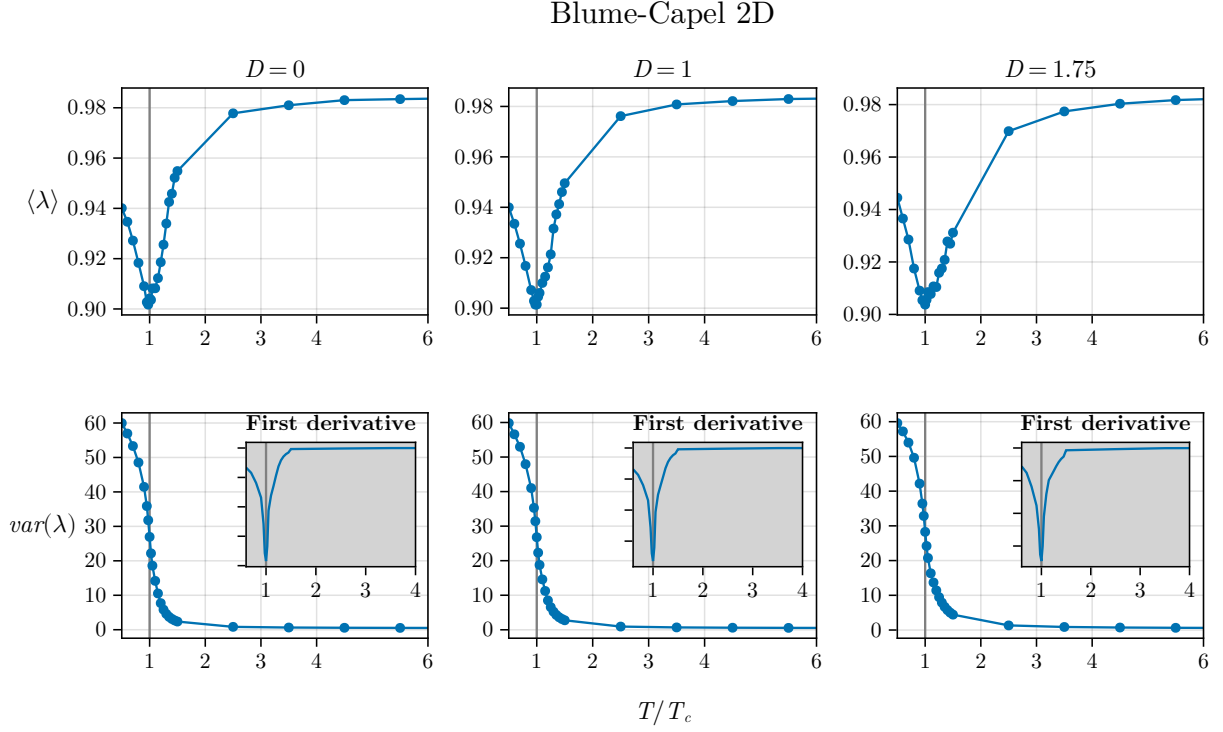 Blume-Capel 2D
D = 0
D = 1
D = 1.75
⟨λ⟩
0.98
0.96
0.94
0.92
0.90
1 2 3 4 6
0.98
0.96
0.94
0.92
0.90
1 2 3 4 6
0.98
0.96
0.94
0.92
0.90
1 2 3 4 6
var(λ)
60
50
40
30
20
10
0
First derivative
1 2 3 4
1 2 3 4 6
60
50
40
30
20
10
0
First derivative
1 2 3 4
1 2 3 4 6
60
50
40
30
20
10
0
First derivative
1 2 3 4
1 2 3 4 6
T/T_c